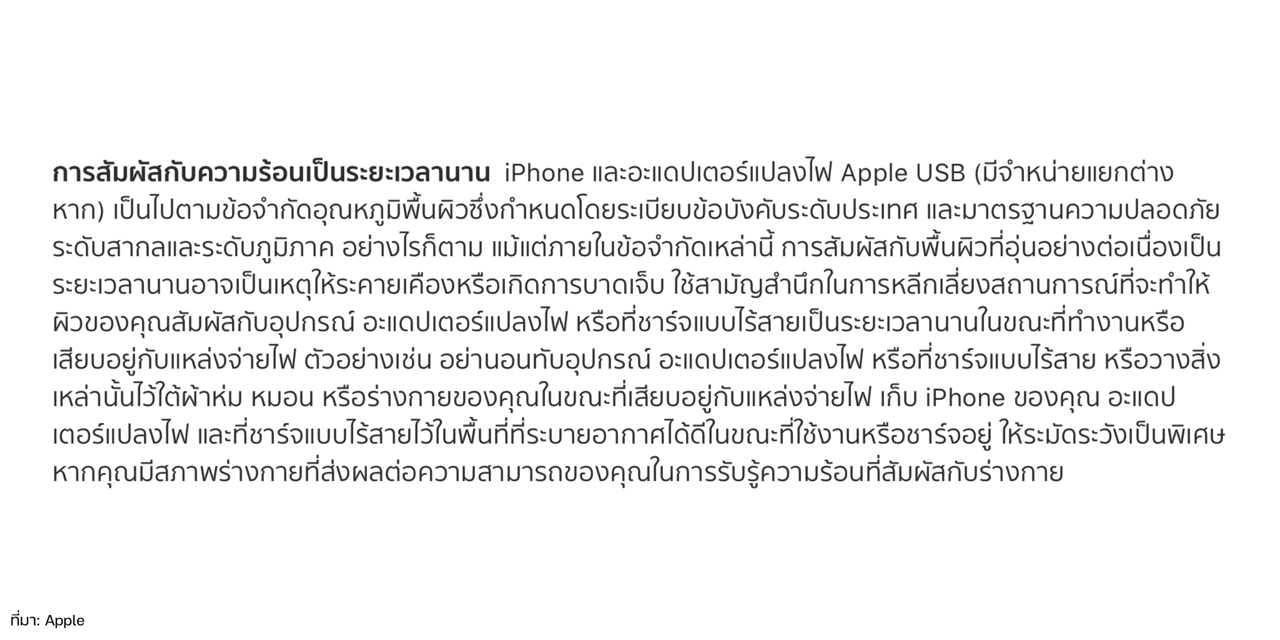 การสัมผัสกับความร้อนเป็นระยะเวลานาน iPhone และอะแดปเตอร์แปลงไฟ Apple USB (มีจำหน่ายแยกต่าง
หาก) เป็นไปตามข้อจำกัดอุณหภูมิพื้นผิวซึ่งกำหนดโดยระเบียบข้อบังคับระดับประเทศ และมาตรฐานความปลอดภัย
ระดับสากลและระดับภูมิภาค อย่างไรก็ตาม แม้แต่ภายในข้อจำกัดเหล่านี้ การสัมผัสกับพื้นผิวที่อุ่นอย่างต่อเนื่องเป็น
ระยะเวลานานอาจเป็นเหตุให้ระคายเคืองหรือเกิดการบาดเจ็บ ใช้สามัญสำนึกในการหลีกเลี่ยงสถานการณ์ที่จะทำให้
ผิวของคุณสัมผัสกับอุปกรณ์ อะแดปเตอร์แปลงไฟ หรือที่ชาร์จแบบไร้สายเป็นระยะเวลานานในขณะที่ทำงานหรือ
เสียบอยู่กับแหล่งจ่ายไฟ ตัวอย่างเช่น อย่านอนทับอุปกรณ์ อะแดปเตอร์แปลงไฟ หรือที่ชาร์จแบบไร้สาย หรือวางสิ่ง
เหล่านั้นไว้ใต้ผ้าห่ม หมอน หรือร่างกายของคุณในขณะที่เสียบอยู่กับแหล่งจ่ายไฟ เก็บ iPhone ของคุณ อะแดป
เตอร์แปลงไฟ และที่ชาร์จแบบไร้สายไว้ในพื้นที่ที่ระบายอากาศได้ดีในขณะที่ใช้งานหรือชาร์จอยู่ ให้ระมัดระวังเป็นพิเศษ
หากคุณมีสภาพร่างกายที่ส่งผลต่อความสามารถของคุณในการรับรู้ความร้อนที่สัมผัสกับร่างกาย
ที่มา: Apple